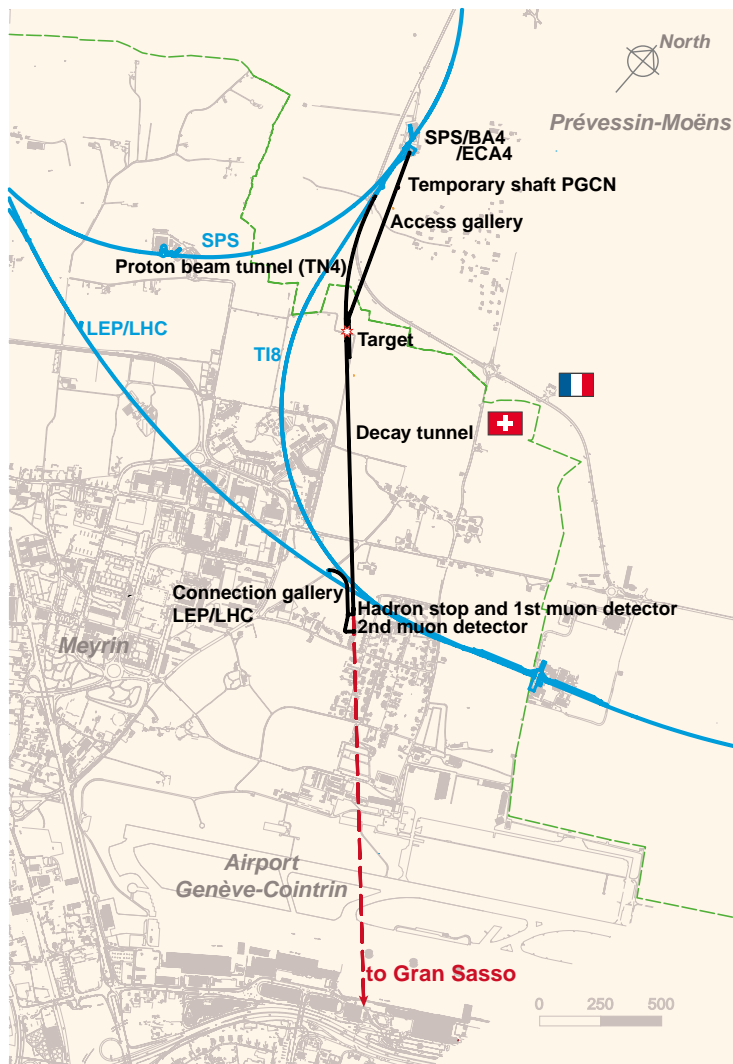 North
Prévessin-Moëns
SPS/BA4
/ECA4
Temporary shaft PGCN
Access gallery
SPS
Proton beam tunnel (TN4)
LEP/LHC
TI8
Target
Decay tunnel
Connection gallery
LEP/LHC
Hadron stop and 1st muon detector
2nd muon detector
Meyrin
Airport
Genève-Cointrin
to Gran Sasso
0 250 500